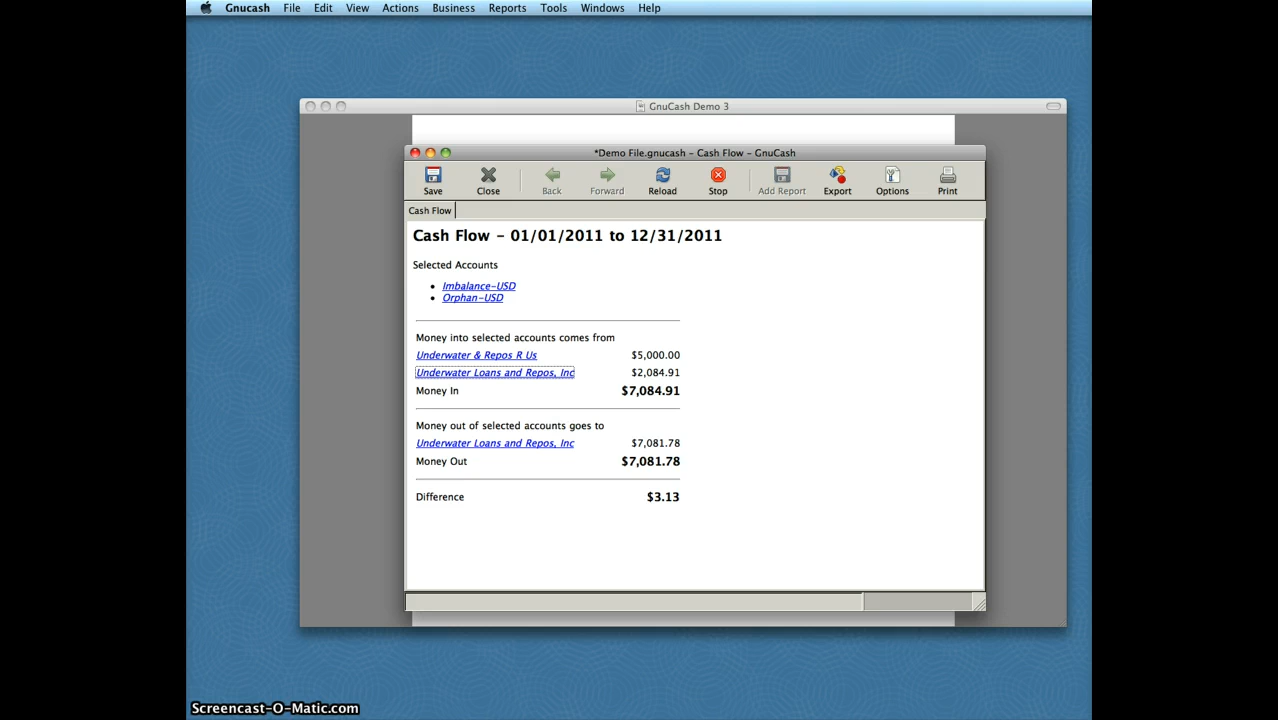 Gnucash File Edit View Actions Business Reports Tools Windows Help
GnuCash Demo 3
*Demo File.gnucash - Cash Flow - GnuCash
Save Close Back Forward Reload Stop Add Report Export Options Print
Cash Flow
Cash Flow - 01/01/2011 to 12/31/2011
Selected Accounts
• Imbalance-USD
• Orphan-USD
Money into selected accounts comes from
Underwater & Repos R Us $5,000.00
Underwater Loans and Repos, Inc $2,084.91
Money In $7,084.91
Money out of selected accounts goes to
Underwater Loans and Repos, Inc $7,081.78
Money Out $7,081.78
Difference $3.13
Screencast-O-Matic.com